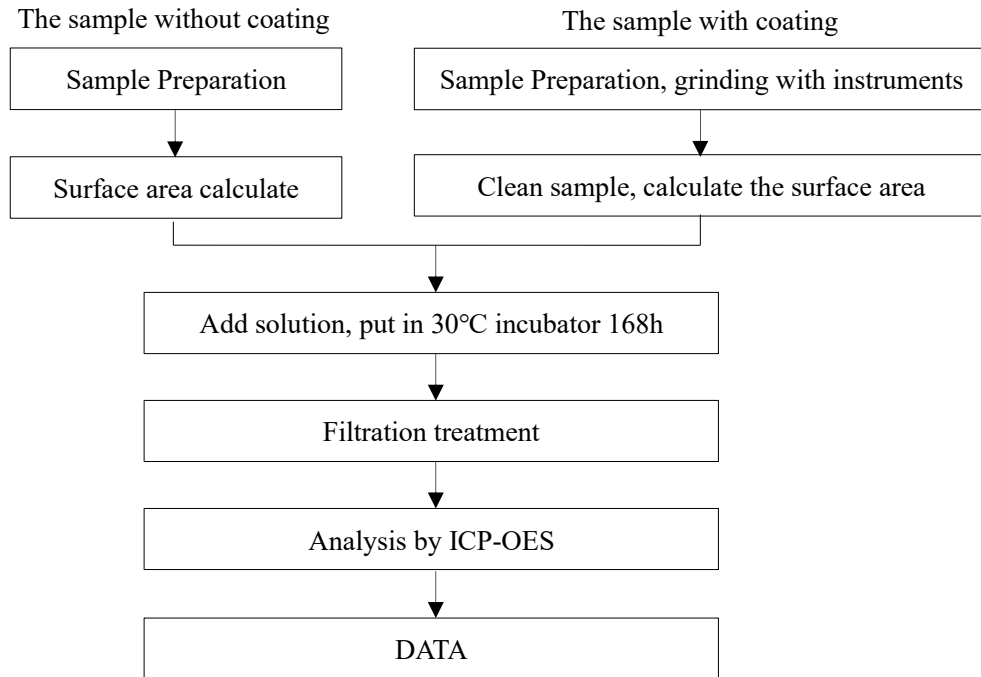 The sample without coating
The sample with coating
Sample Preparation
Sample Preparation, grinding with instruments
Surface area calculate
Clean sample, calculate the surface area
Add solution, put in 30℃ incubator 168h
Filtration treatment
Analysis by ICP-OES
DATA